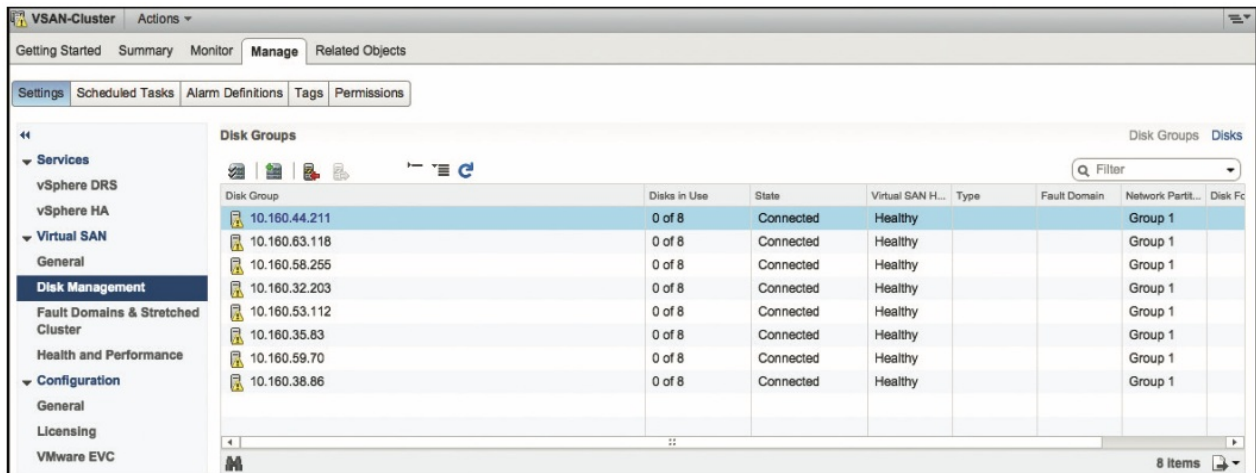 VSAN-Cluster Actions
Getting Started Summary Monitor Manage Related Objects
Settings Scheduled Tasks Alarm Definitions Tags Permissions
Services
vSphere DRS
vSphere HA
Virtual SAN
General
Disk Management
Fault Domains & Stretched
Cluster
Health and Performance
Configuration
General
Licensing
VMware EVC
Disk Groups Disk Groups Disks
Filter
Disk Group Disks in Use State Virtual SAN H... Type Fault Domain Network Partit... Disk Fo
10.160.44.211 0 of 8 Connected Healthy Group 1
10.160.63.118 0 of 8 Connected Healthy Group 1
10.160.58.255 0 of 8 Connected Healthy Group 1
10.160.32.203 0 of 8 Connected Healthy Group 1
10.160.53.112 0 of 8 Connected Healthy Group 1
10.160.35.83 0 of 8 Connected Healthy Group 1
10.160.59.70 0 of 8 Connected Healthy Group 1
10.160.38.86 0 of 8 Connected Healthy Group 1
8 items